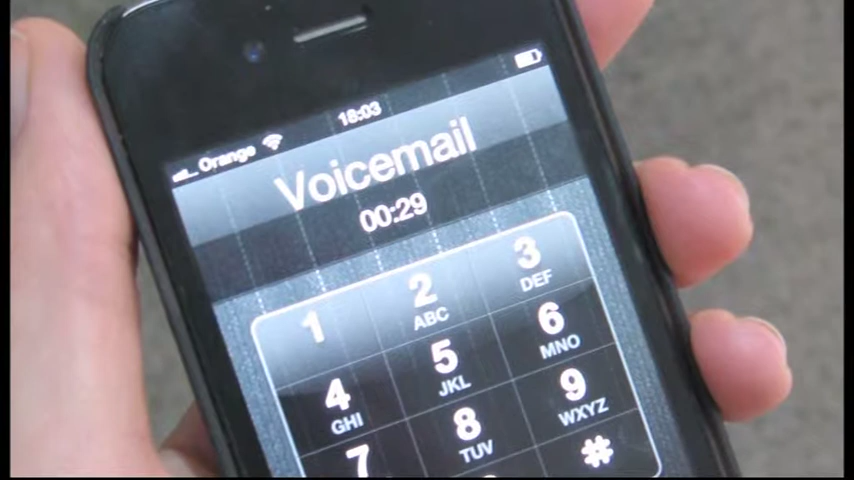 Orange 18:03
Voicemail
00:29
1 2 3
ABC DEF
4 5 6
GHI JKL MNO
7 8 9
TUV WXYZ
#